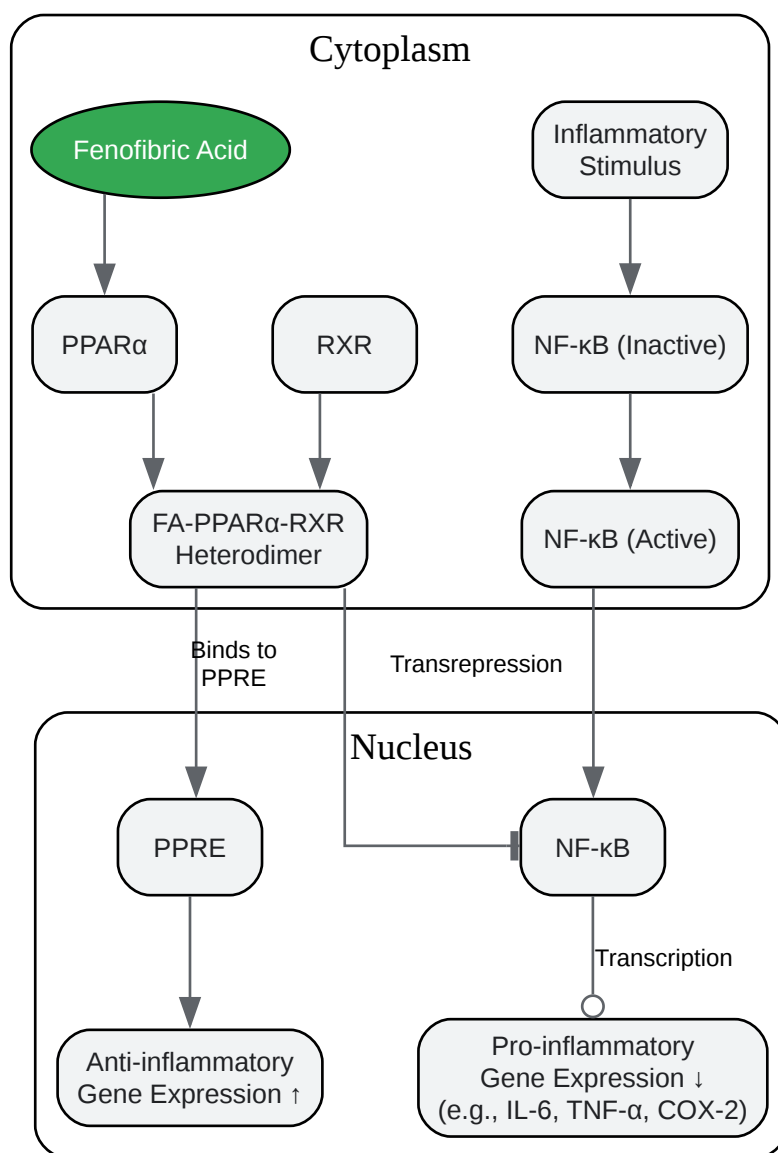 Cytoplasm
Fenofibric Acid
Inflammatory
Stimulus
PPARα
RXR
NF-κB (Inactive)
FA-PPARα-RXR
Heterodimer
NF-κB (Active)
Binds to
PPRE
Transrepression
Nucleus
PPRE
NF-κB
Transcription
Anti-inflammatory
Gene Expression ↑
Pro-inflammatory
Gene Expression ↓
(e.g., IL-6, TNF-α, COX-2)